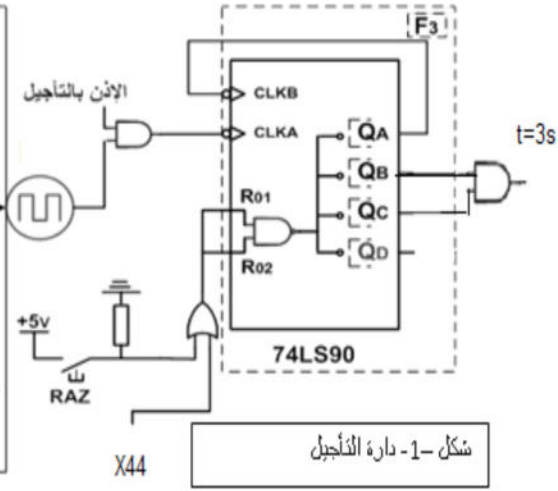 F3
الإذن بالتأجيل
CLKB
CLKA
QA
QB
QC
QD
t=3s
R01
R02
+5v
RAZ
74LS90
X44
شكل –1- دارة التأجيل